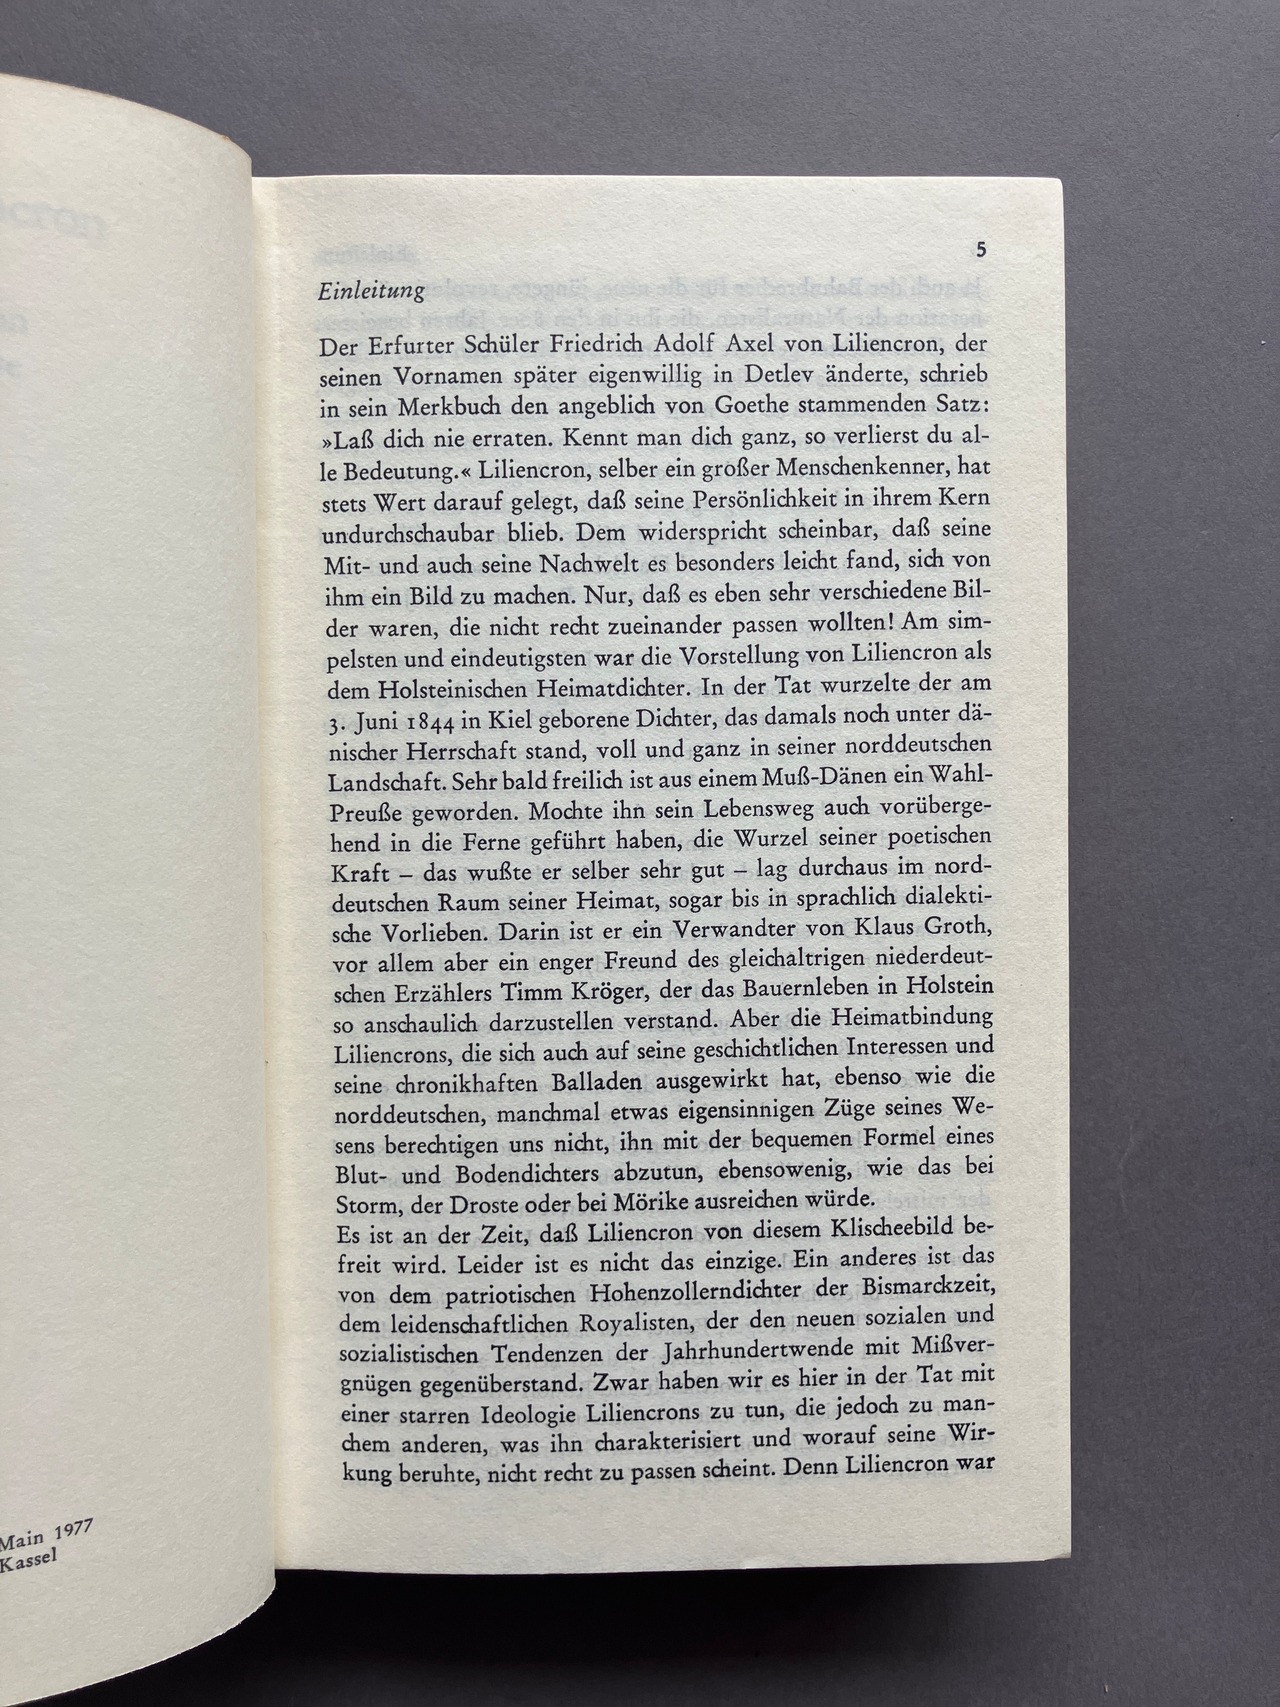 Main 1977
Kassel
5
Einleitung
Der Erfurter Schüler Friedrich Adolf Axel von Liliencron, der
seinen Vornamen später eigenwillig in Detlev änderte, schrieb
in sein Merkbuch den angeblich von Goethe stammenden Satz:
»Laß dich nie erraten. Kennt man dich ganz, so verlierst du al-
le Bedeutung.« Liliencron, selber ein großer Menschenkenner, hat
stets Wert darauf gelegt, daß seine Persönlichkeit in ihrem Kern
undurchschaubar blieb. Dem widerspricht scheinbar, daß seine
Mit- und auch seine Nachwelt es besonders leicht fand, sich von
ihm ein Bild zu machen. Nur, daß es eben sehr verschiedene Bil-
der waren, die nicht recht zueinander passen wollten! Am sim-
pelsten und eindeutigsten war die Vorstellung von Liliencron als
dem Holsteinischen Heimatdichter. In der Tat wurzelte der am
3. Juni 1844 in Kiel geborene Dichter, das damals noch unter dä-
nischer Herrschaft stand, voll und ganz in seiner norddeutschen
Landschaft. Sehr bald freilich ist aus einem Muß-Dänen ein Wahl-
Preuße geworden. Mochte ihn sein Lebensweg auch vorüberge-
hend in die Ferne geführt haben, die Wurzel seiner poetischen
Kraft – das wußte er selber sehr gut – lag durchaus im nord-
deutschen Raum seiner Heimat, sogar bis in sprachlich dialekti-
sche Vorlieben. Darin ist er ein Verwandter von Klaus Groth,
vor allem aber ein enger Freund des gleichaltrigen niederdeut-
schen Erzählers Timm Kröger, der das Bauernleben in Holstein
so anschaulich darzustellen verstand. Aber die Heimatbindung
Liliencrons, die sich auch auf seine geschichtlichen Interessen und
seine chronikhaften Balladen ausgewirkt hat, ebenso wie die
norddeutschen, manchmal etwas eigensinnigen Züge seines We-
sens berechtigen uns nicht, ihn mit der bequemen Formel eines
Blut- und Bodendichters abzutun, ebensowenig, wie das bei
Storm, der Droste oder bei Mörike ausreichen würde.
Es ist an der Zeit, daß Liliencron von diesem Klischeebild be-
freit wird. Leider ist es nicht das einzige. Ein anderes ist das
von dem patriotischen Hohenzollerndichter der Bismarckzeit,
dem leidenschaftlichen Royalisten, der den neuen sozialen und
sozialistischen Tendenzen der Jahrhundertwende mit Mißver-
gnügen gegenüberstand. Zwar haben wir es hier in der Tat mit
einer starren Ideologie Liliencrons zu tun, die jedoch zu man-
chem anderen, was ihn charakterisiert und worauf seine Wir-
kung beruhte, nicht recht zu passen scheint. Denn Liliencron war